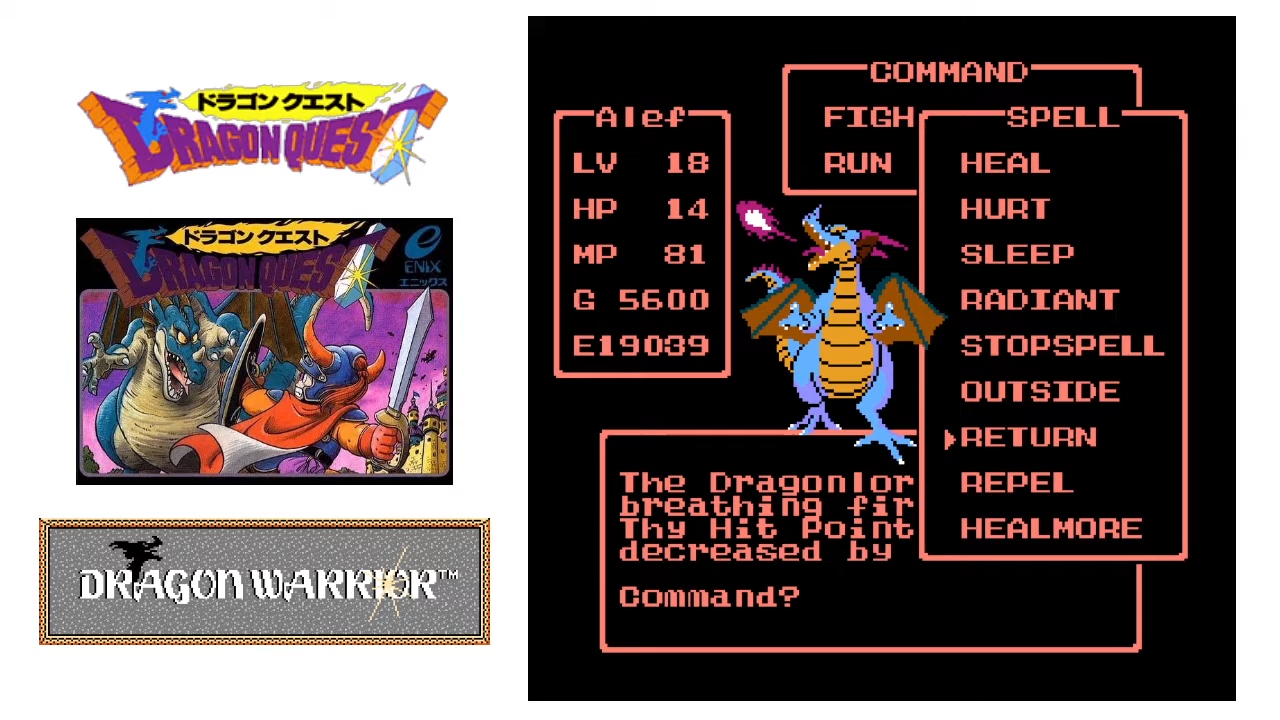 ドラゴンクエスト
DRAGON QUEST
ドラゴンクエスト
DRAGON QUEST
ENIX
エニックス
DRAGON WARRIOR™
COMMAND
FIGH
RUN
Alef
LV 18
HP 14
MP 81
G 5600
E19039
SPELL
HEAL
HURT
SLEEP
RADIANT
STOPSPELL
OUTSIDE
RETURN
REPEL
HEALMORE
The Dragonlor
breathing fir
Thy Hit Point
decreased by
Command?